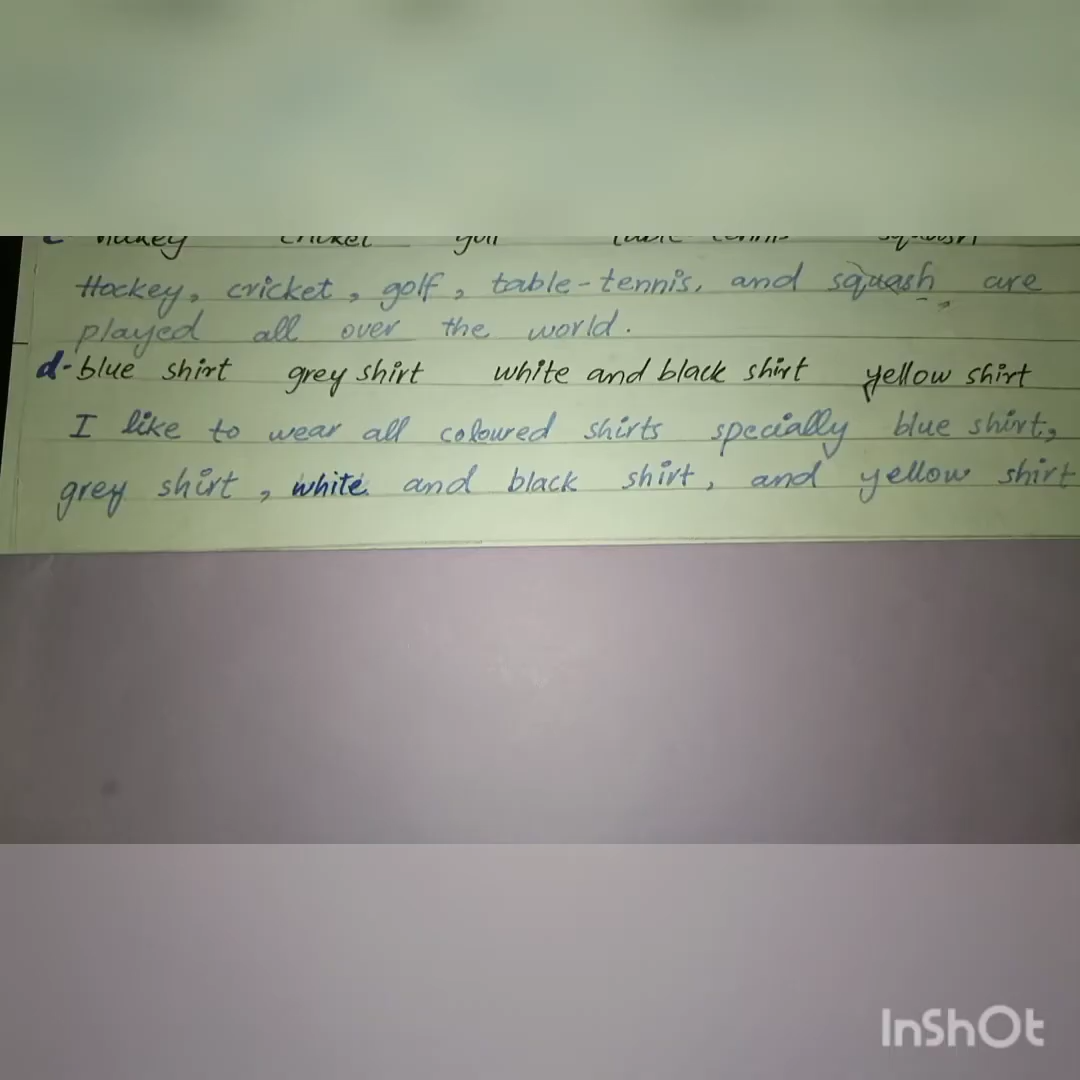 Hockey, cricket, golf, table-tennis, and squash, are
played all over the world.
d- blue shirt grey shirt white and black shirt yellow shirt
I like to wear all coloured shirts specially blue shirt,
grey shirt, white and black shirt, and yellow shirt
InShOt